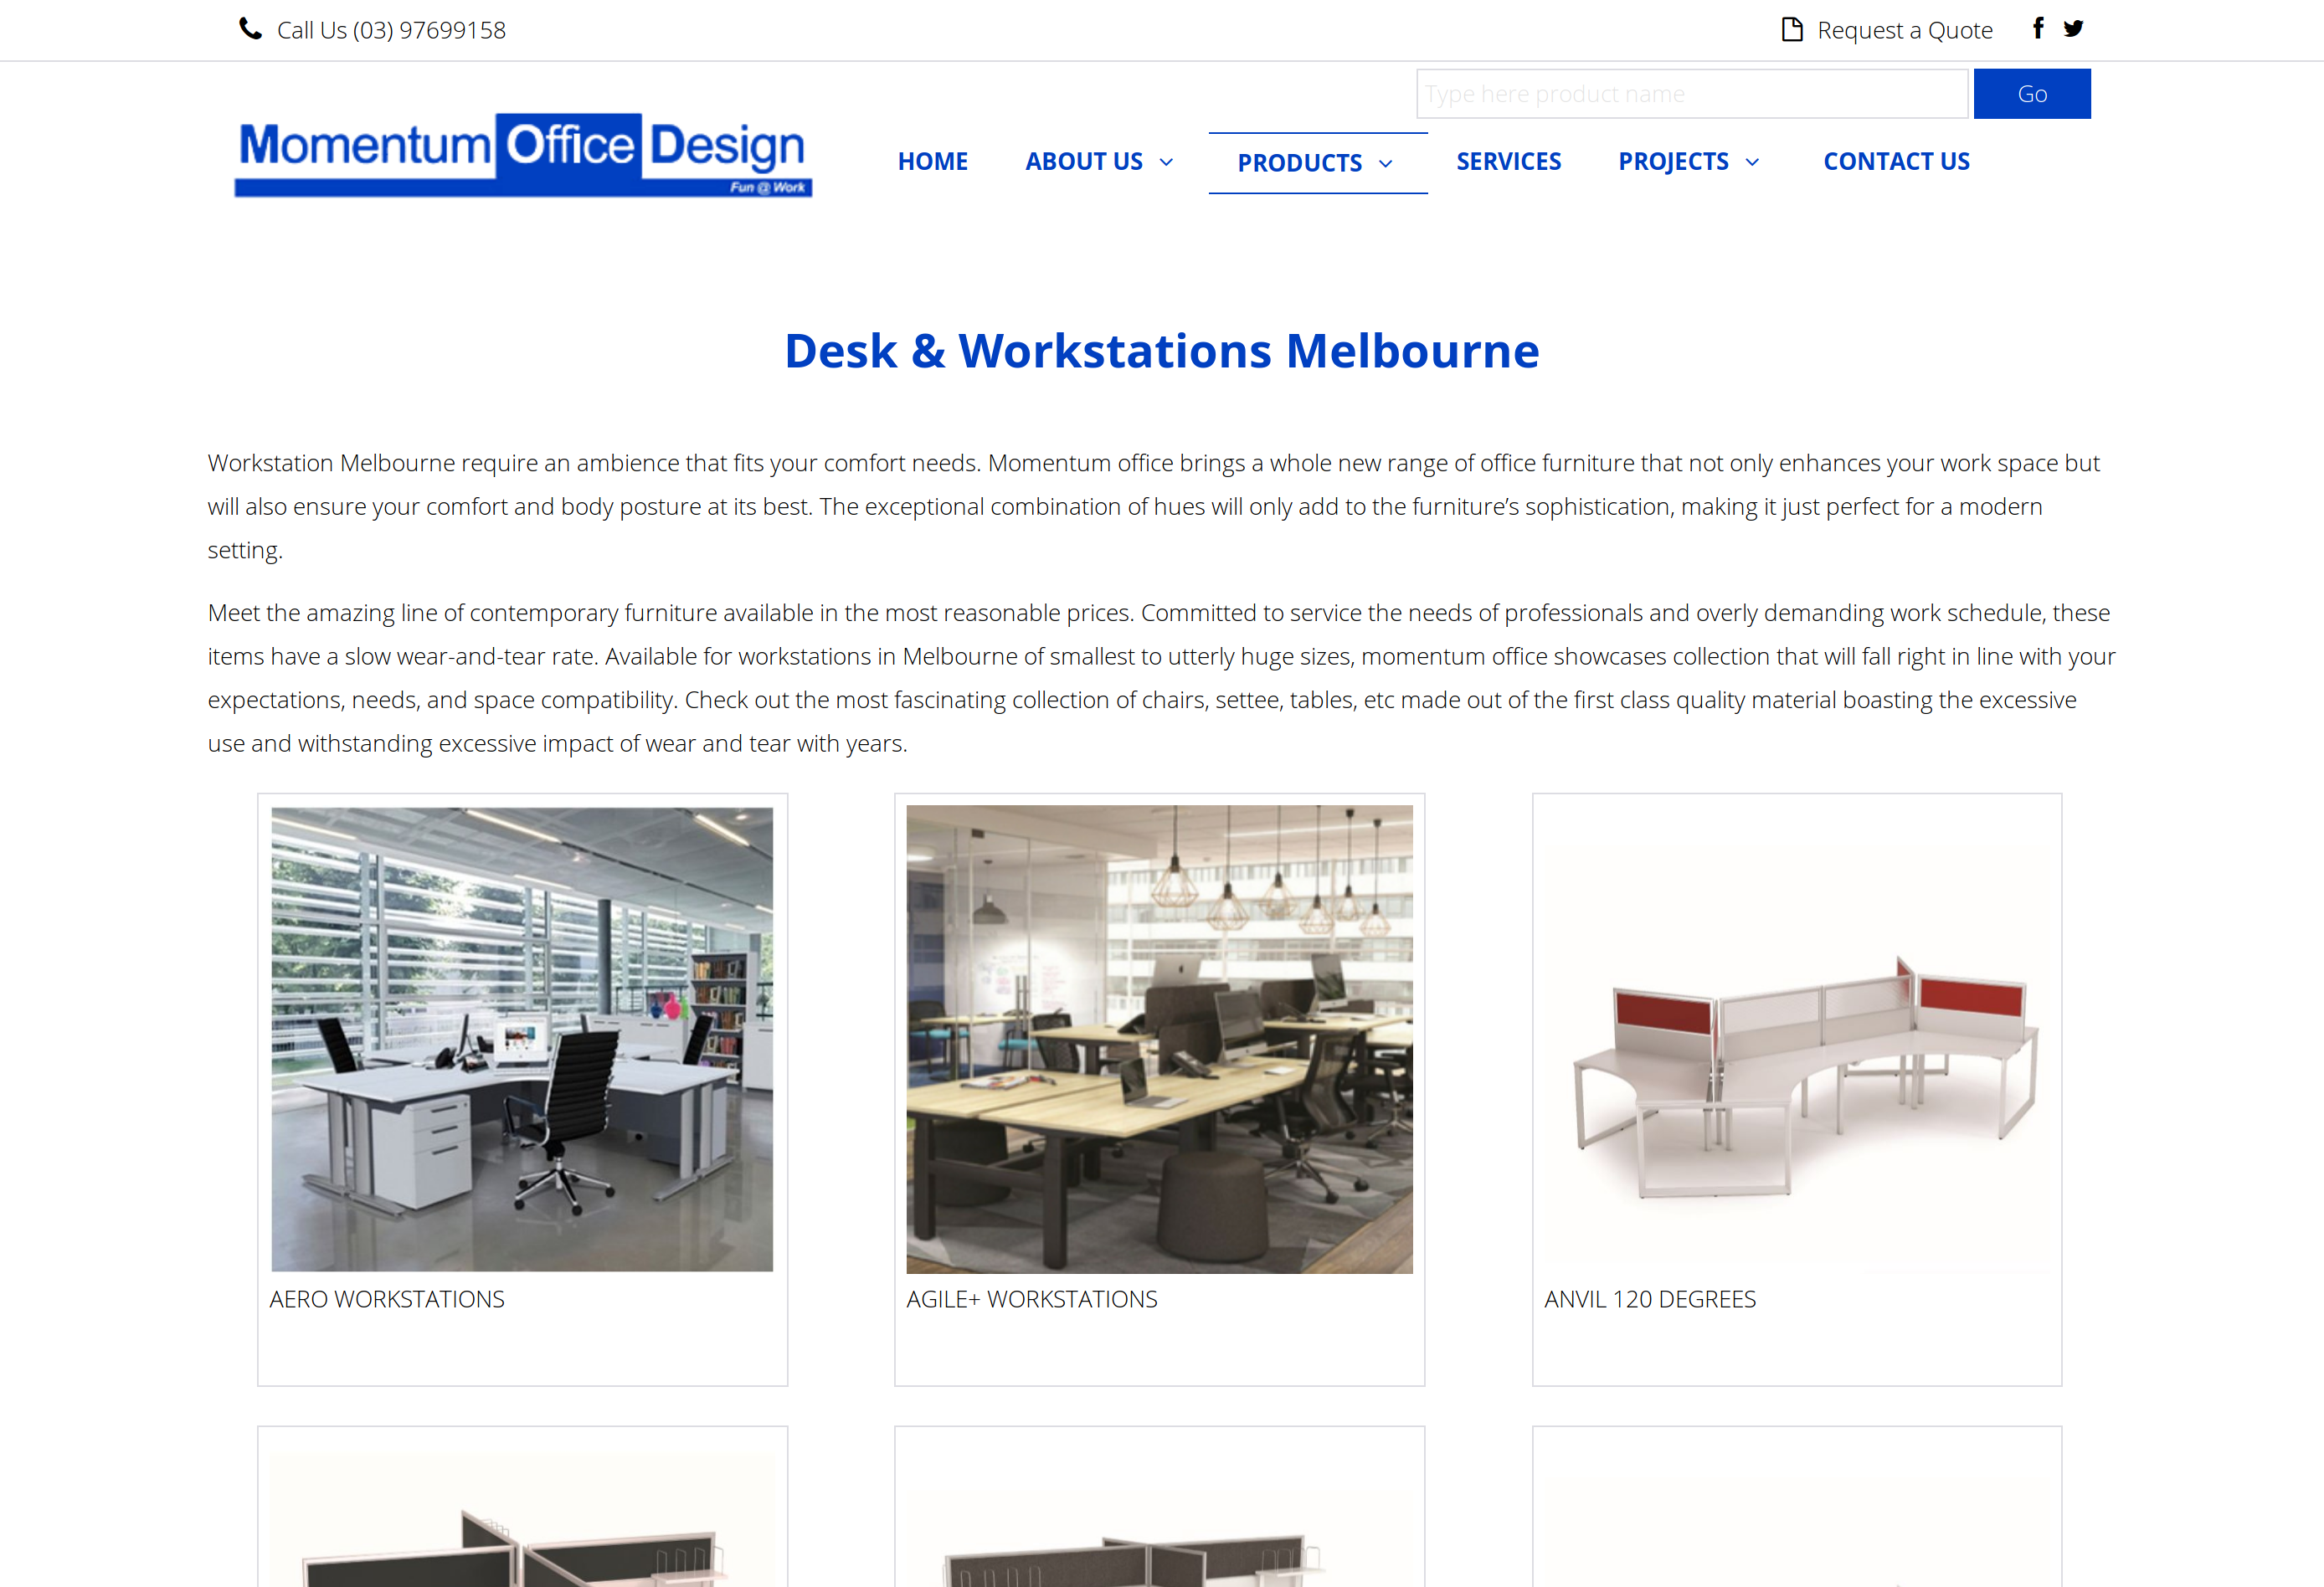 Call Us (03) 97699158
Request a Quote
Type here product name
Go
Momentum Office Design
Fun @ Work
HOME
ABOUT US
PRODUCTS
SERVICES
PROJECTS
CONTACT US
Desk & Workstations Melbourne
Workstation Melbourne require an ambience that fits your comfort needs. Momentum office brings a whole new range of office furniture that not only enhances your work space but
will also ensure your comfort and body posture at its best. The exceptional combination of hues will only add to the furniture’s sophistication, making it just perfect for a modern
setting.
Meet the amazing line of contemporary furniture available in the most reasonable prices. Committed to service the needs of professionals and overly demanding work schedule, these
items have a slow wear-and-tear rate. Available for workstations in Melbourne of smallest to utterly huge sizes, momentum office showcases collection that will fall right in line with your
expectations, needs, and space compatibility. Check out the most fascinating collection of chairs, settee, tables, etc made out of the first class quality material boasting the excessive
use and withstanding excessive impact of wear and tear with years.
AERO WORKSTATIONS
AGILE+ WORKSTATIONS
ANVIL 120 DEGREES